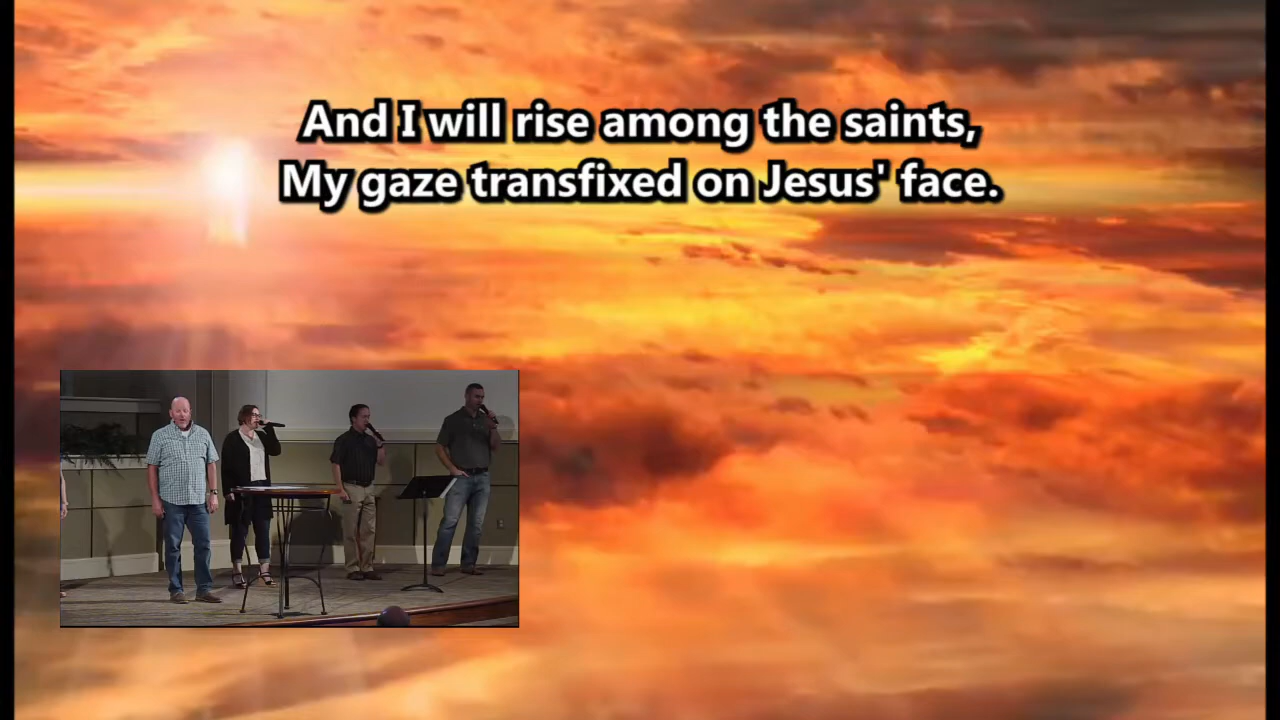 And I will rise among the saints,
My gaze transfixed on Jesus' face.